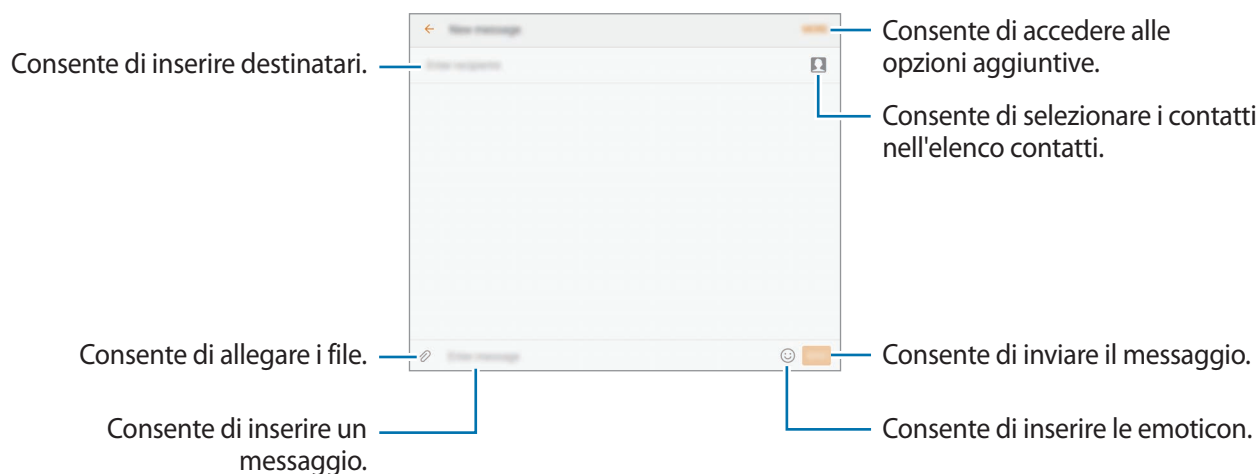 Consente di accedere alle
opzioni aggiuntive.
Consente di inserire destinatari.
Consente di selezionare i contatti
nell'elenco contatti.
Consente di allegare i file.
Consente di inviare il messaggio.
Consente di inserire un
messaggio.
Consente di inserire le emoticon.